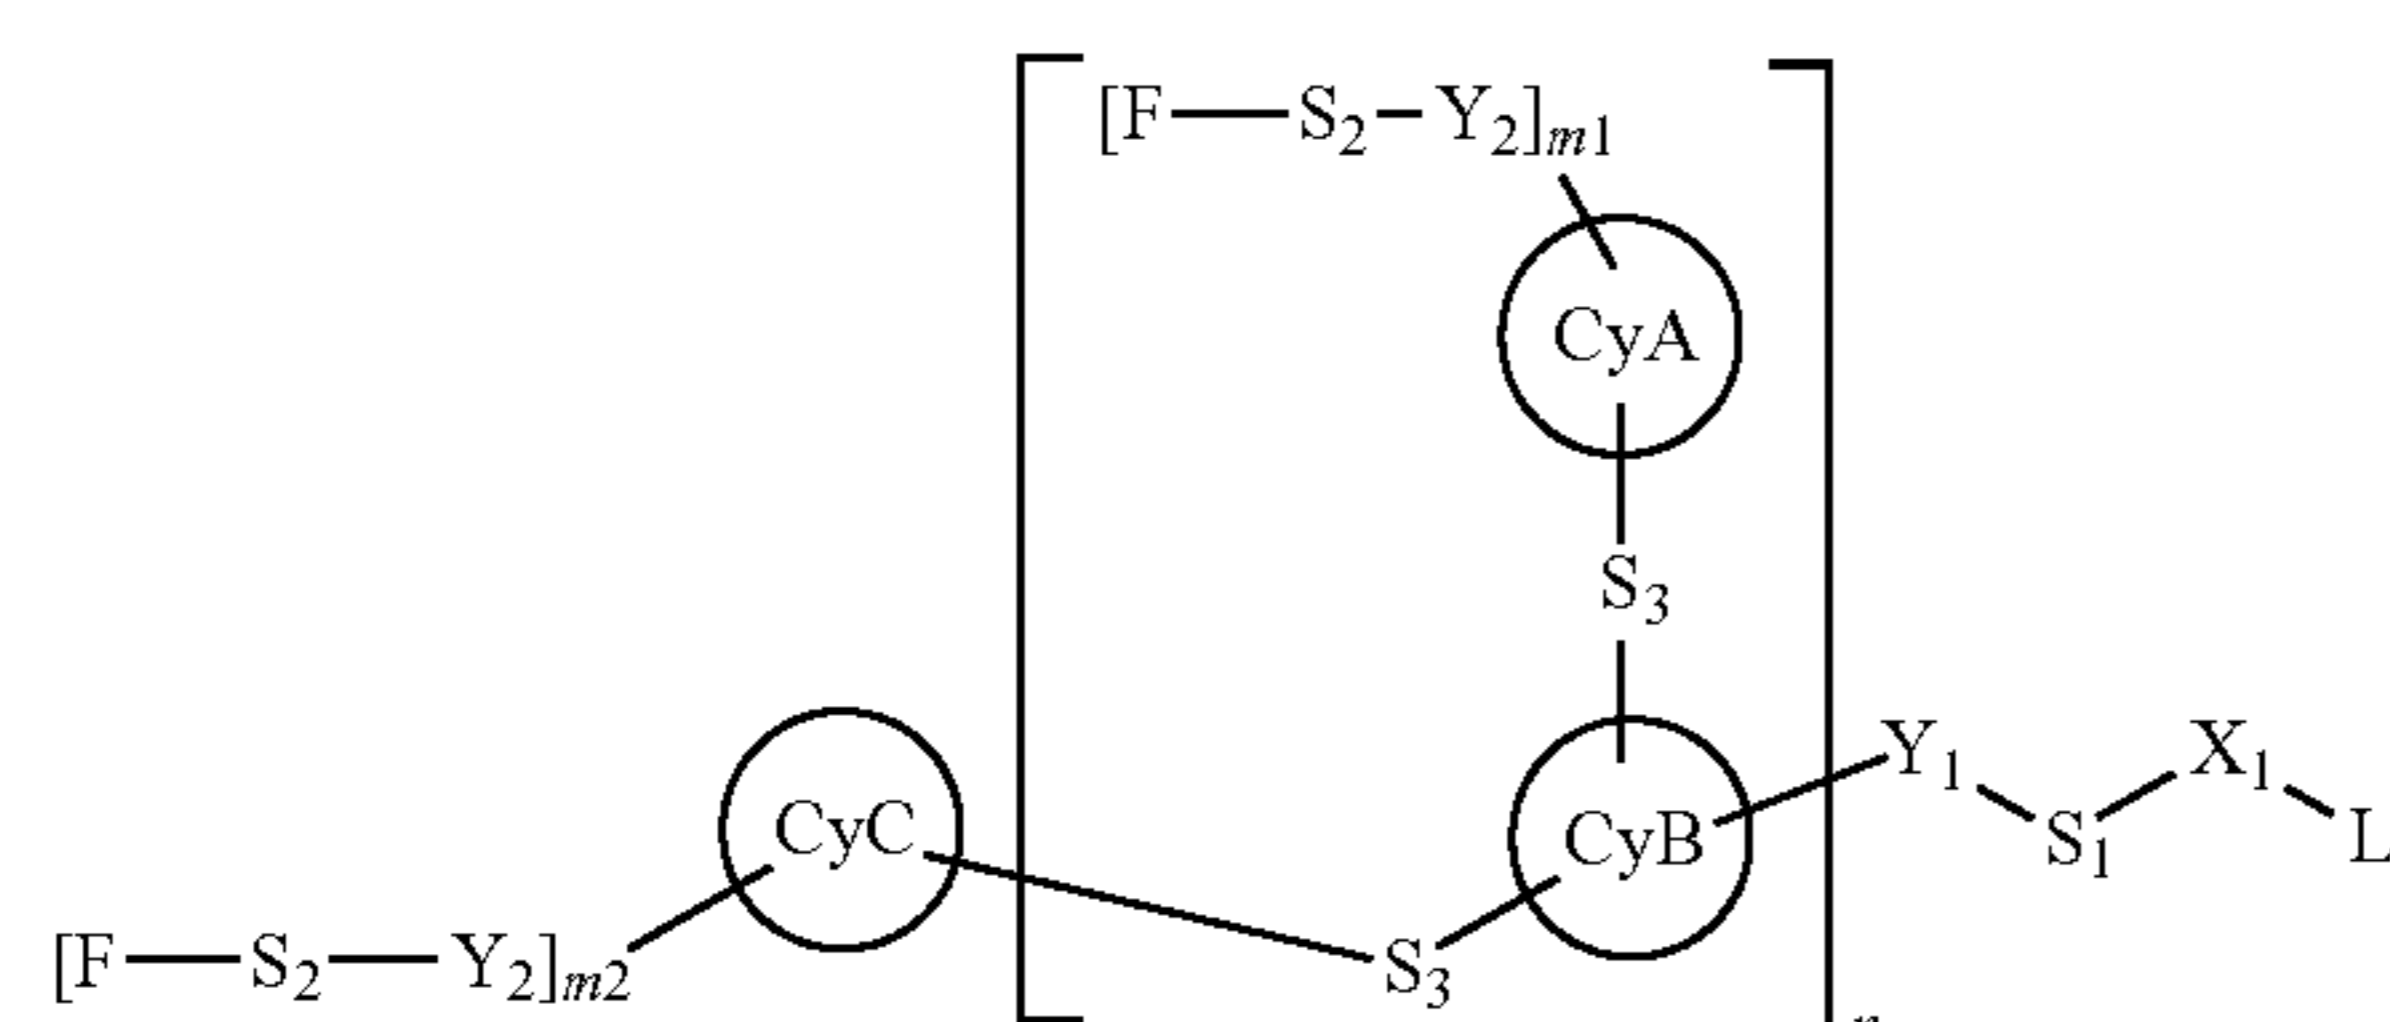 [F—S₂—Y₂]ₘ₁
CyA
S₃
Y₁ X₁
CyC CyB S₁ L
[F—S₂—Y₂]ₘ₂ S₃